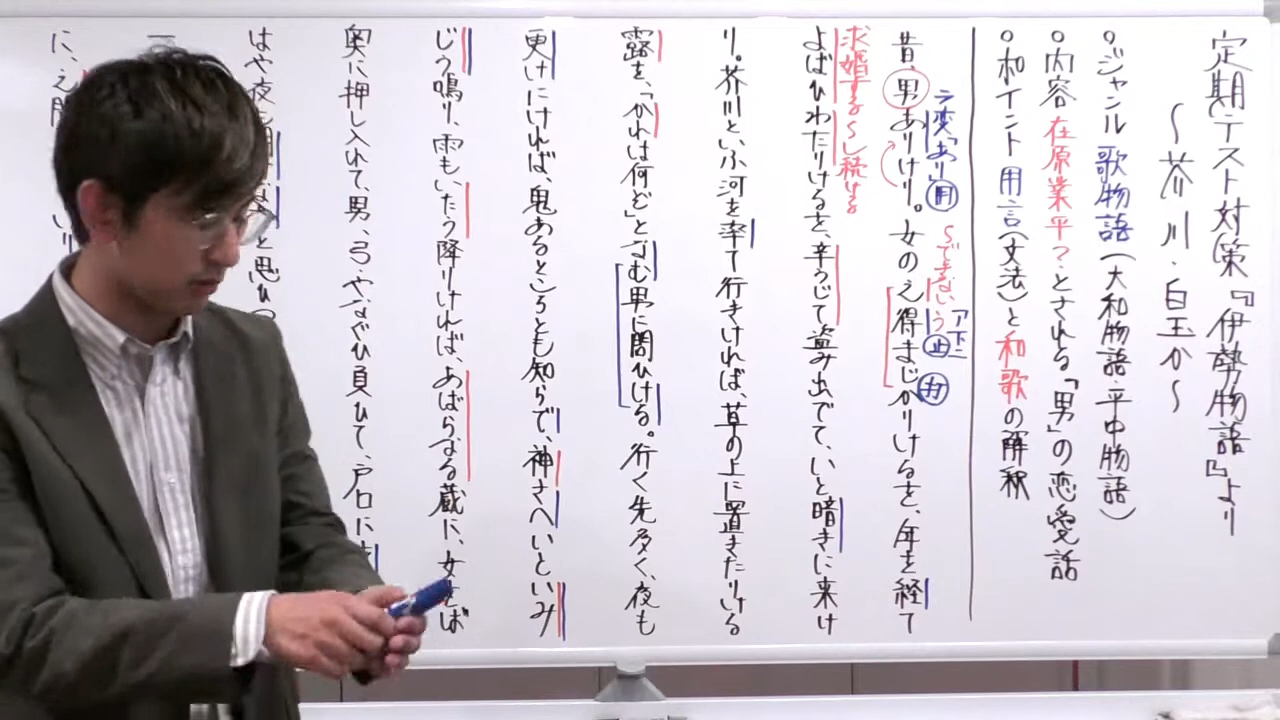 定期テスト対策『伊勢物語』より
～芥川・白玉か～
○ジャンル 歌物語（大和物語・平中物語）
○内容 在原業平？とされる「男」の恋愛話
○ポイント 用言（文法）と和歌の解釈
ラ変「あり」用
～できない
う止
ア下二
打
昔、男ありけり。女のえ得まじかりけるを、年を経て
求婚する～し続ける
よばひわたりけるを、辛うじて盗み出でて、いと暗きに来け
り。芥川といふ河を率て行きければ、草の上に置きたりける
露を、「かれは何ぞ」となむ男に問ひける。行く先多く、夜も
更けにければ、鬼あるところとも知らで、神さへいといみ
じう鳴り、雨もいたう降りければ、あばらなる蔵に、女をば
奥に押し入れて、男、弓・やなぐひ負ひて、戸口に
はや夜も明けなむと思ひつ